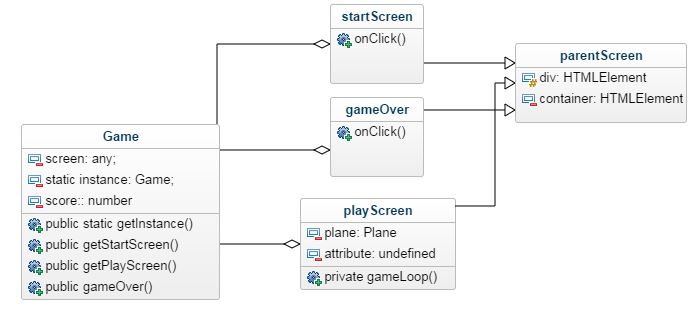 startScreen
onClick()
parentScreen
div: HTMLElement
container: HTMLElement
gameOver
onClick()
Game
screen: any;
static instance: Game;
score:: number
public static getInstance()
public getStartScreen()
public getPlayScreen()
public gameOver()
playScreen
plane: Plane
attribute: undefined
private gameLoop()